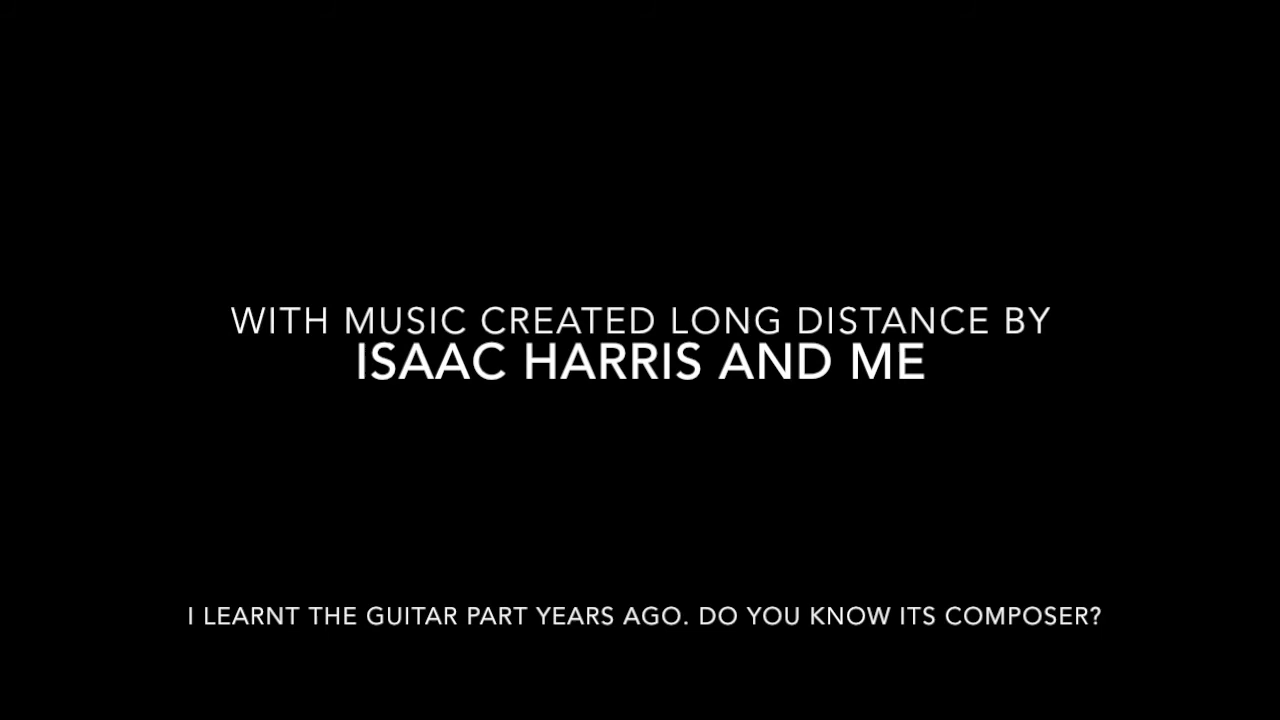 WITH MUSIC CREATED LONG DISTANCE BY
ISAAC HARRIS AND ME
I LEARNT THE GUITAR PART YEARS AGO. DO YOU KNOW ITS COMPOSER?